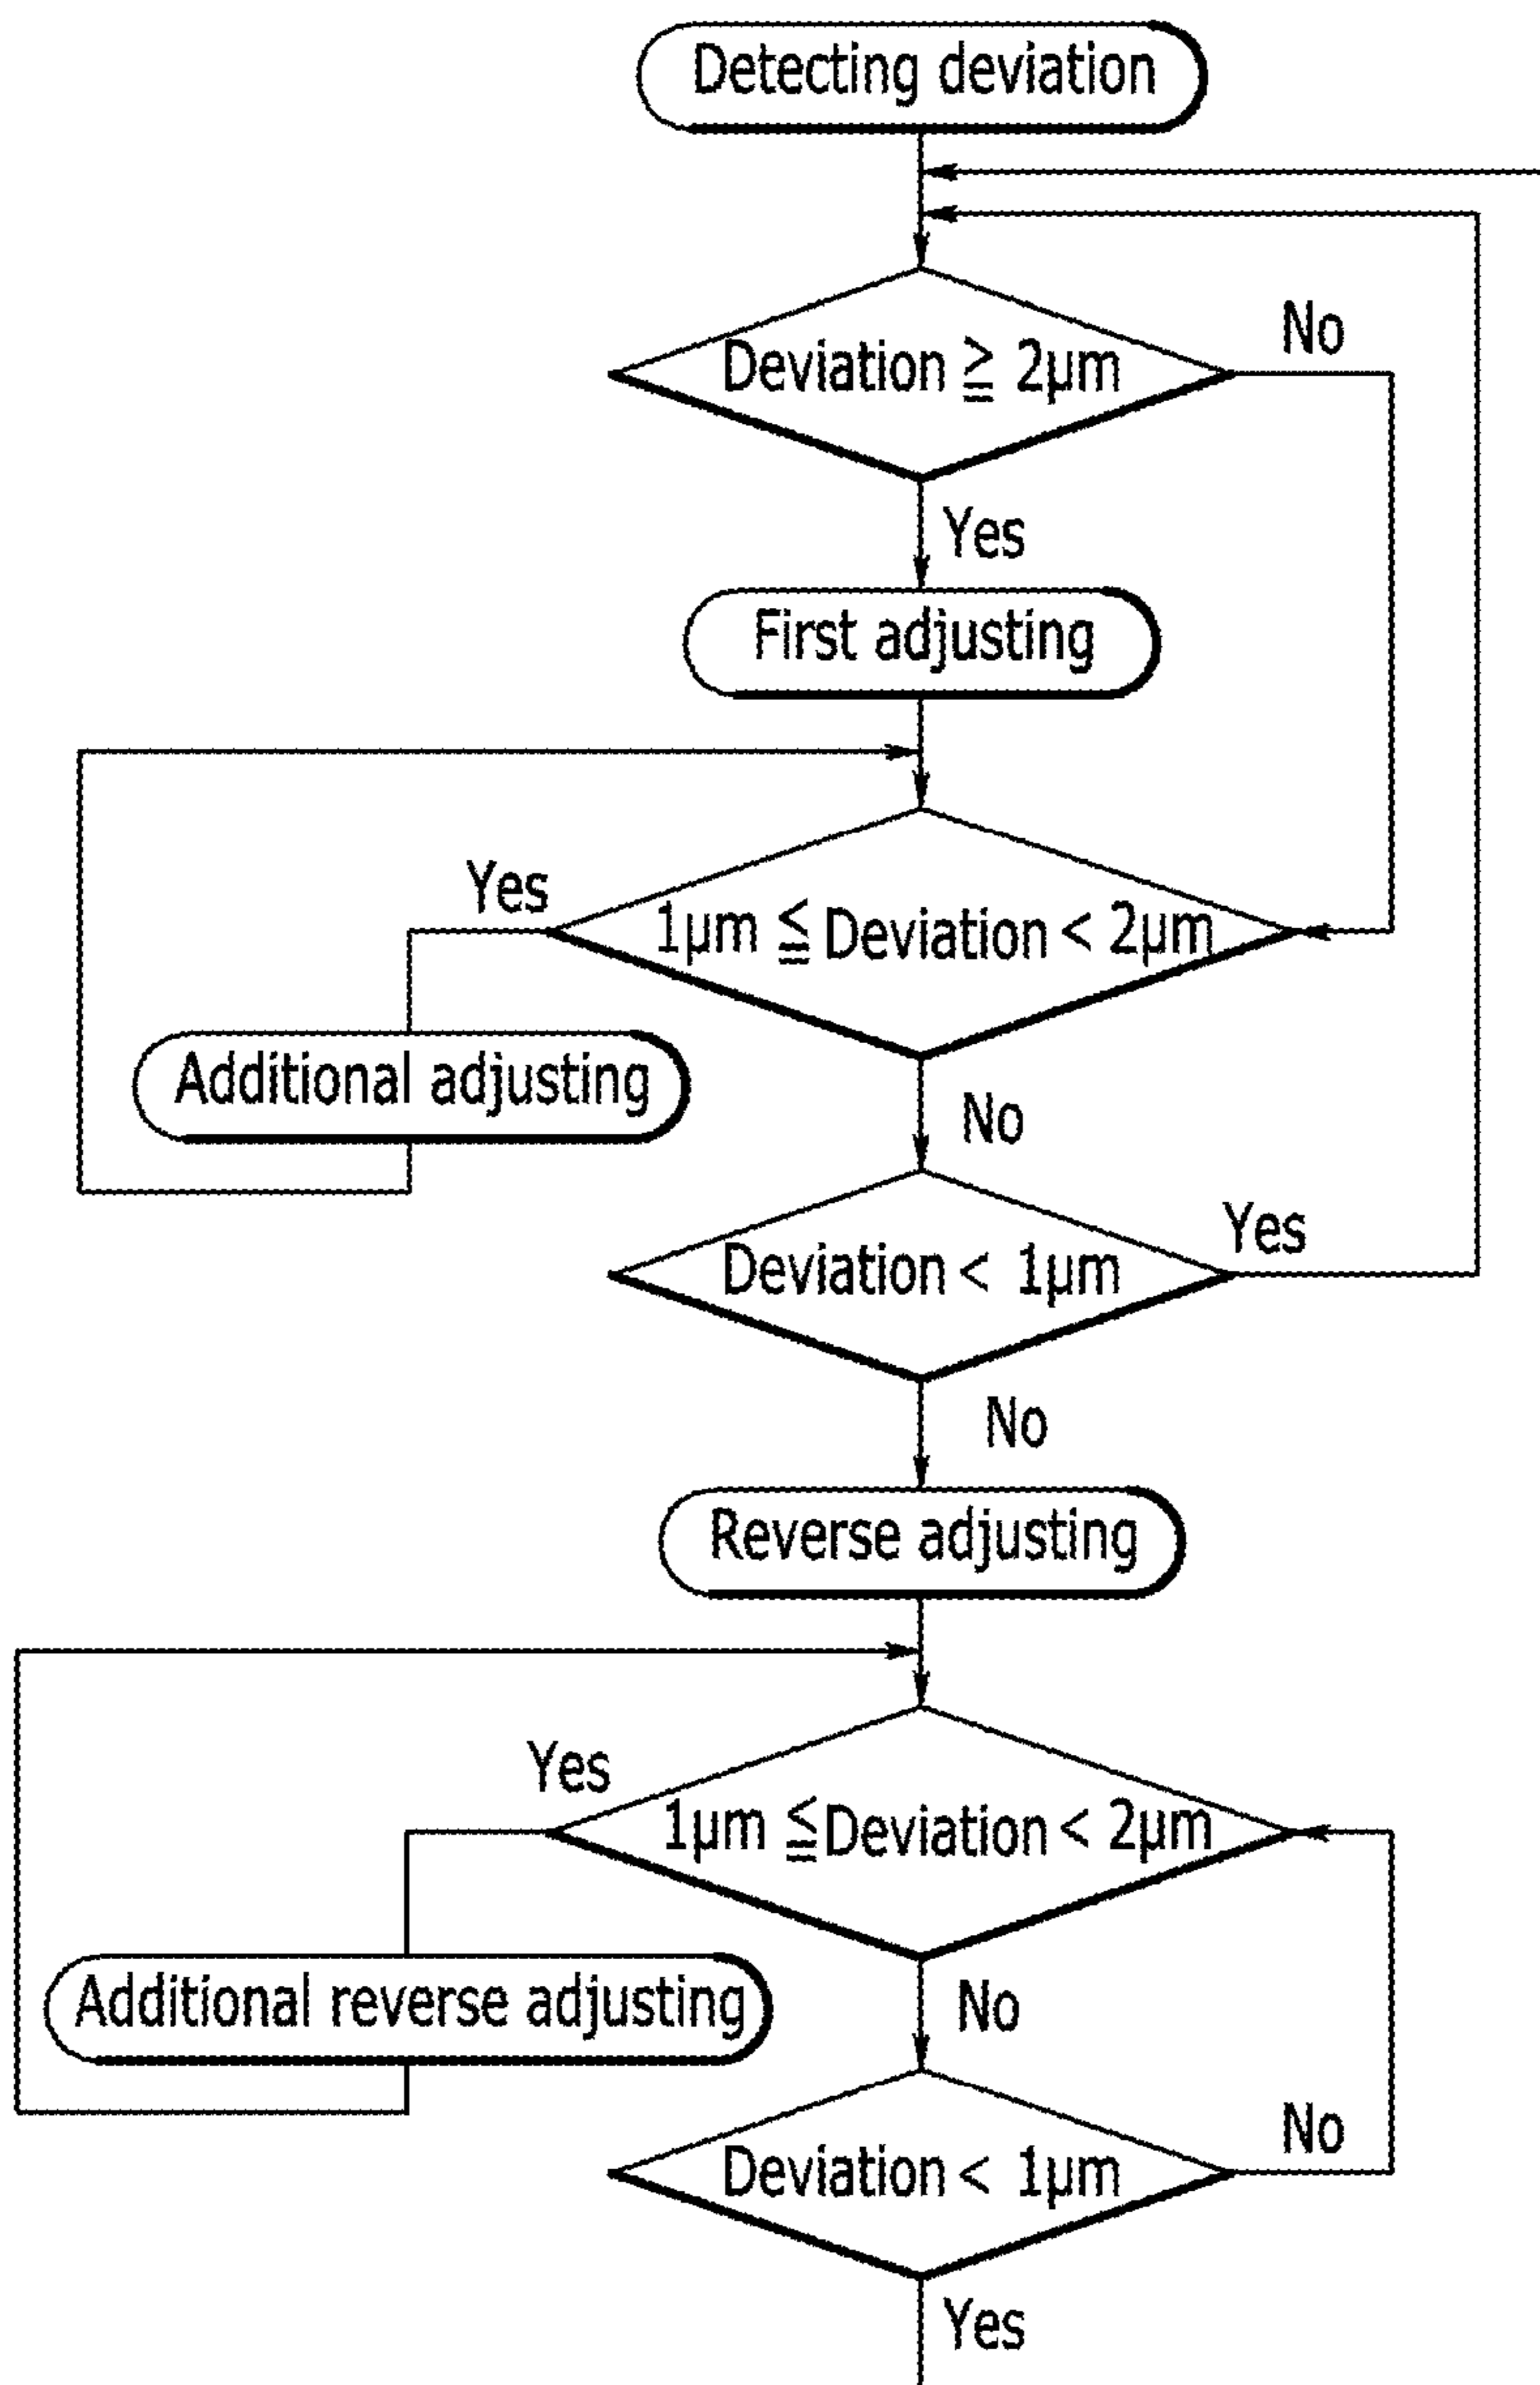 Detecting deviation
Deviation ≧ 2μm
No
Yes
First adjusting
Yes
1μm ≦ Deviation < 2μm
Additional adjusting
No
Yes
Deviation < 1μm
No
Reverse adjusting
Yes
1μm ≦ Deviation < 2μm
Additional reverse adjusting
No
No
Deviation < 1μm
Yes